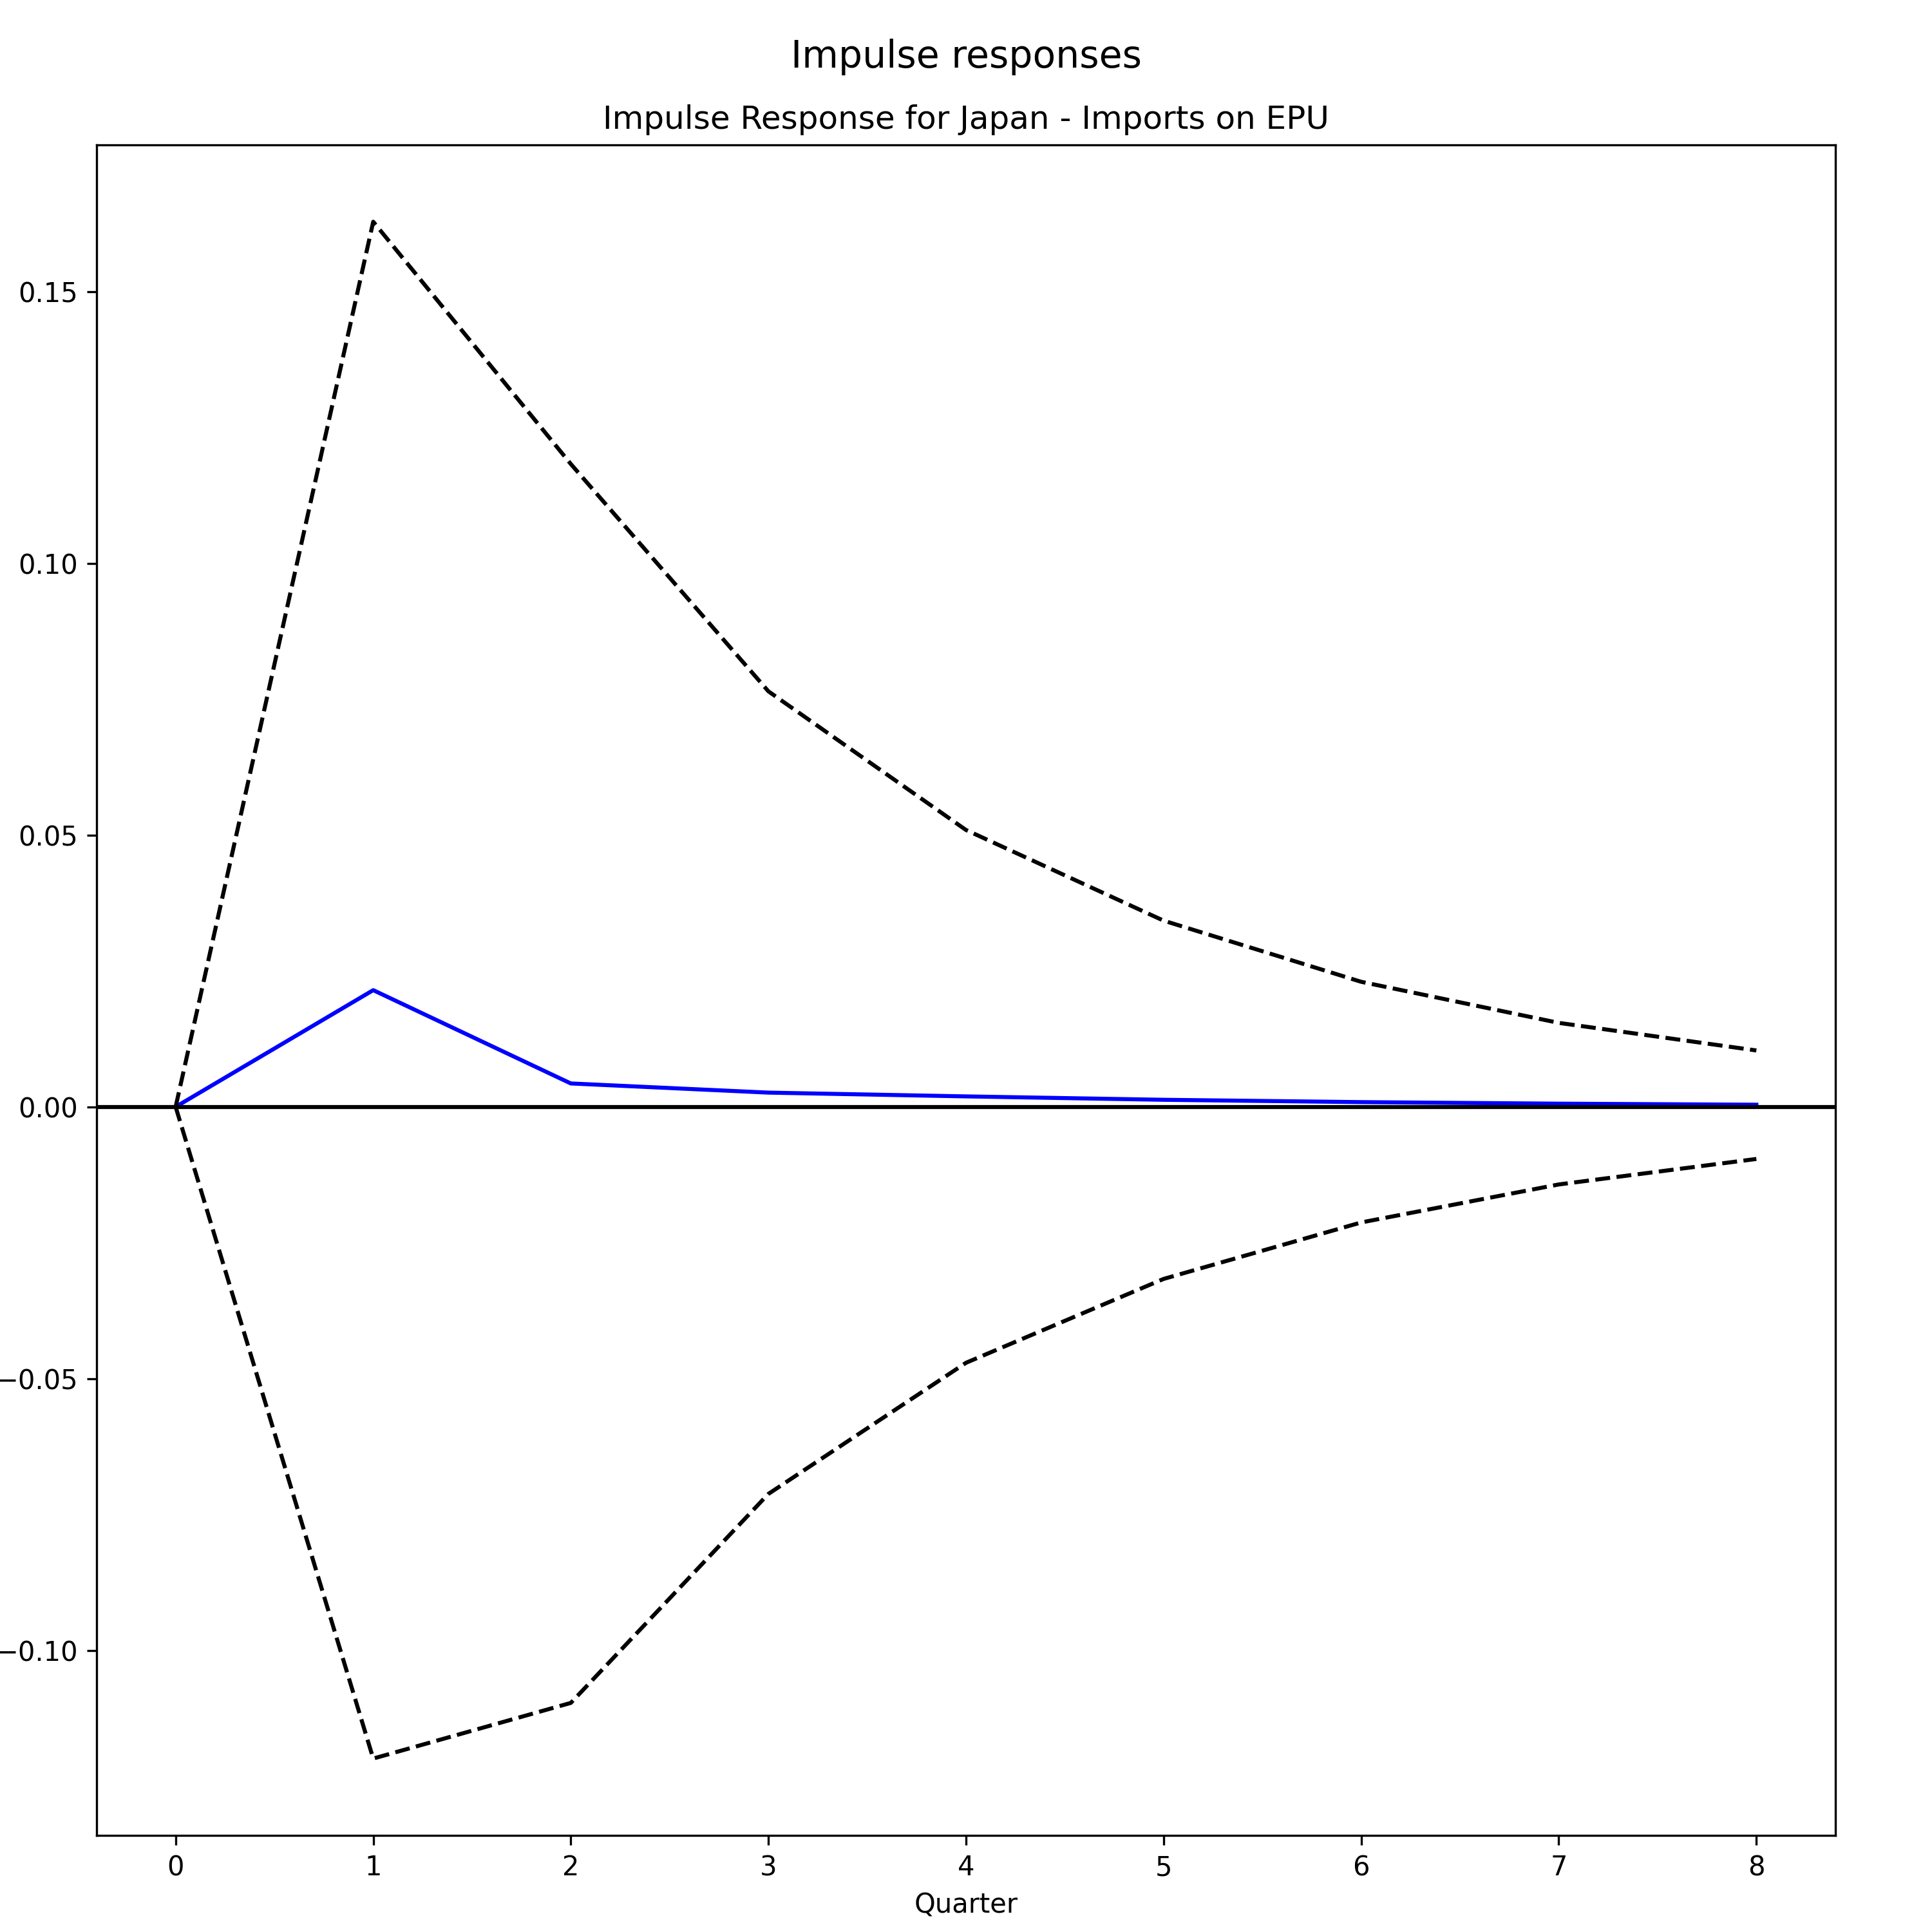 Impulse responses
Impulse Response for Japan - Imports on EPU
0.15
0.10
0.05
0.00
−0.05
−0.10
0 1 2 3 4 5 6 7 8
Quarter